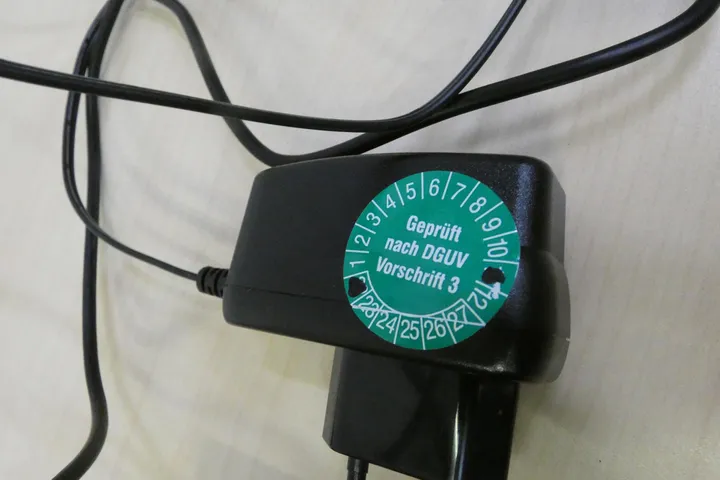 1 2 3 4 5 6 7 8 9 10 12
Geprüft
nach DGUV
Vorschrift 3
23 24 25 26 27